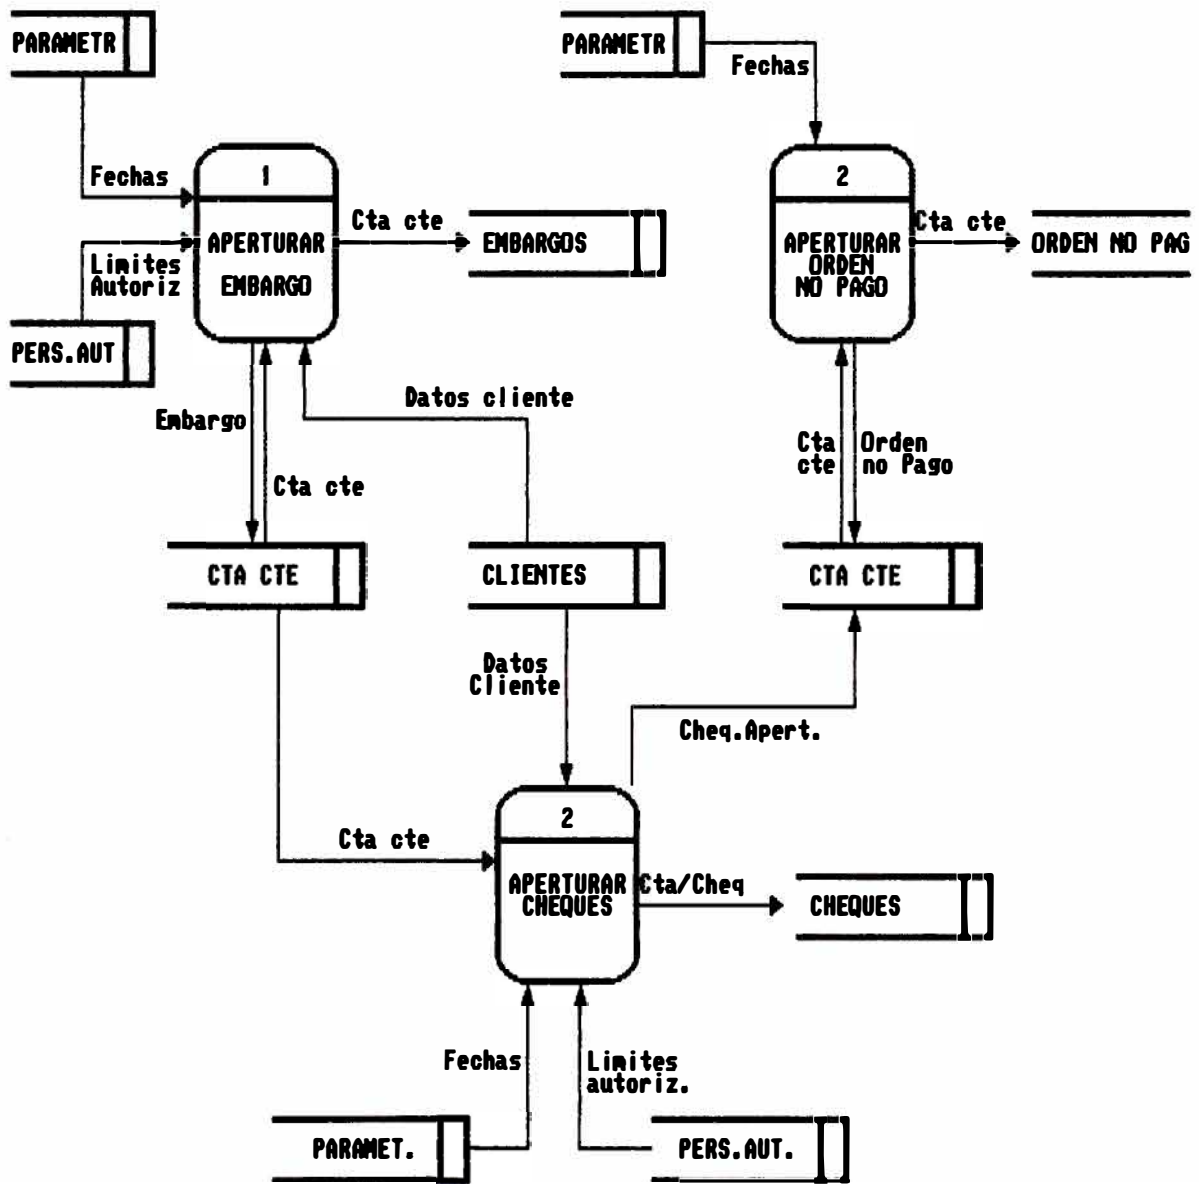 PARAMETR
PARAMETR
Fechas
Fechas
1
2
Cta cte
Cta cte
APERTURAR
EMBARGO
EMBARGOS
APERTURAR
ORDEN
NO PAGO
ORDEN NO PAG
Limites
Autoriz
PERS.AUT
Datos cliente
Embargo
Cta
cte
Orden
no Pago
Cta cte
CTA CTE
CLIENTES
CTA CTE
Datos
Cliente
Cheq.Apert.
2
Cta cte
APERTURAR
CHEQUES
Cta/Cheq
CHEQUES
Fechas
Limites
autoriz.
PARAMET.
PERS.AUT.